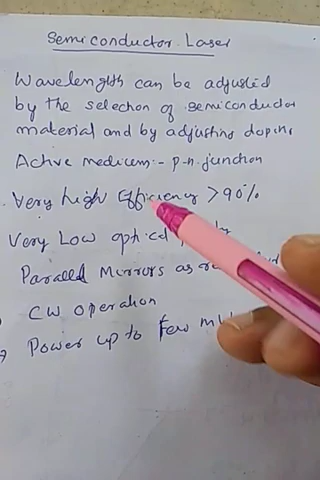 Semiconductor Laser
Wavelength can be adjusted
by the selection of semiconductor
material and by adjusting doping
Active medium:- p-n junction
Very high Efficiency >90%
Very Low optical
Parallel Mirrors as
CW operation
Power up to Few